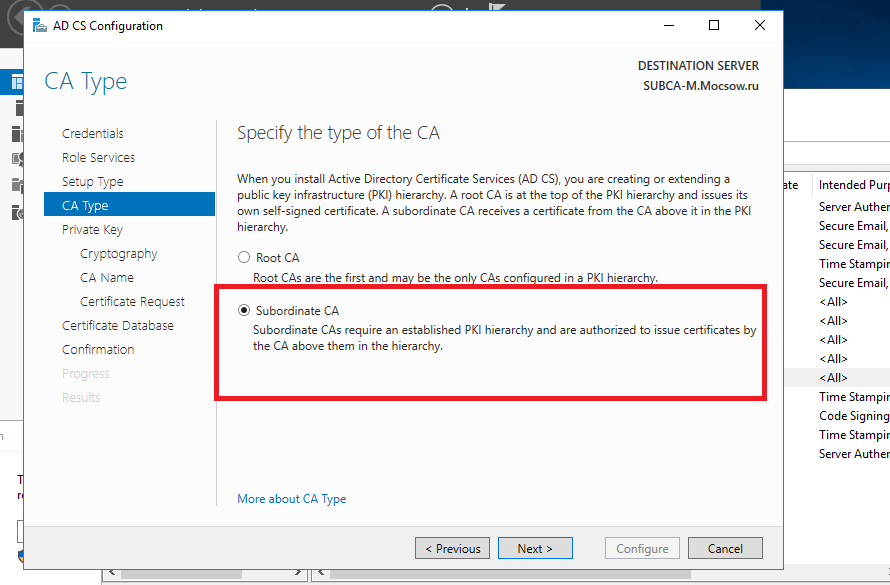 AD CS Configuration
CA Type
DESTINATION SERVER
SUBCA-M.Mocsow.ru
Credentials
Role Services
Setup Type
CA Type
Private Key
Cryptography
CA Name
Certificate Request
Certificate Database
Confirmation
Progress
Results
Specify the type of the CA
When you install Active Directory Certificate Services (AD CS), you are creating or extending a
public key infrastructure (PKI) hierarchy. A root CA is at the top of the PKI hierarchy and issues its
own self-signed certificate. A subordinate CA receives a certificate from the CA above it in the PKI
hierarchy.
Root CA
Root CAs are the first and may be the only CAs configured in a PKI hierarchy.
Subordinate CA
Subordinate CAs require an established PKI hierarchy and are authorized to issue certificates by
the CA above them in the hierarchy.
More about CA Type
< Previous
Next >
Configure
Cancel
ate
Intended Purp
Server Auther
Secure Email,
Secure Email,
Time Stampin
Secure Email,
<All>
<All>
<All>
<All>
<All>
Time Stampin
Code Signing
Time Stampin
Server Auther